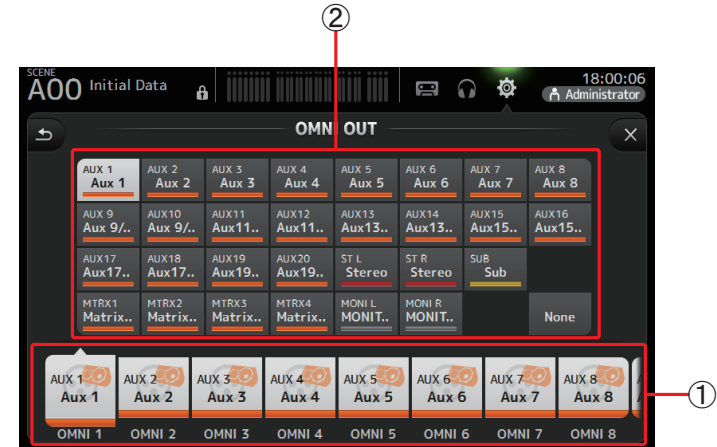 ②
SCENE
A00 Initial Data
18:00:06
Administrator
OMNI OUT
AUX 1 AUX 2 AUX 3 AUX 4 AUX 5 AUX 6 AUX 7 AUX 8
Aux 1 Aux 2 Aux 3 Aux 4 Aux 5 Aux 6 Aux 7 Aux 8
AUX 9 AUX10 AUX11 AUX12 AUX13 AUX14 AUX15 AUX16
Aux 9/.. Aux 9/.. Aux11.. Aux11.. Aux13.. Aux13.. Aux15.. Aux15..
AUX17 AUX18 AUX19 AUX20 ST L ST R SUB
Aux17.. Aux17.. Aux19.. Aux19.. Stereo Stereo Sub
MTRX1 MTRX2 MTRX3 MTRX4 MONI L MONI R
Matrix.. Matrix.. Matrix.. Matrix.. MONIT.. MONIT.. None
AUX 1 AUX 2 AUX 3 AUX 4 AUX 5 AUX 6 AUX 7 AUX 8
Aux 1 Aux 2 Aux 3 Aux 4 Aux 5 Aux 6 Aux 7 Aux 8
①
OMNI 1 OMNI 2 OMNI 3 OMNI 4 OMNI 5 OMNI 6 OMNI 7 OMNI 8